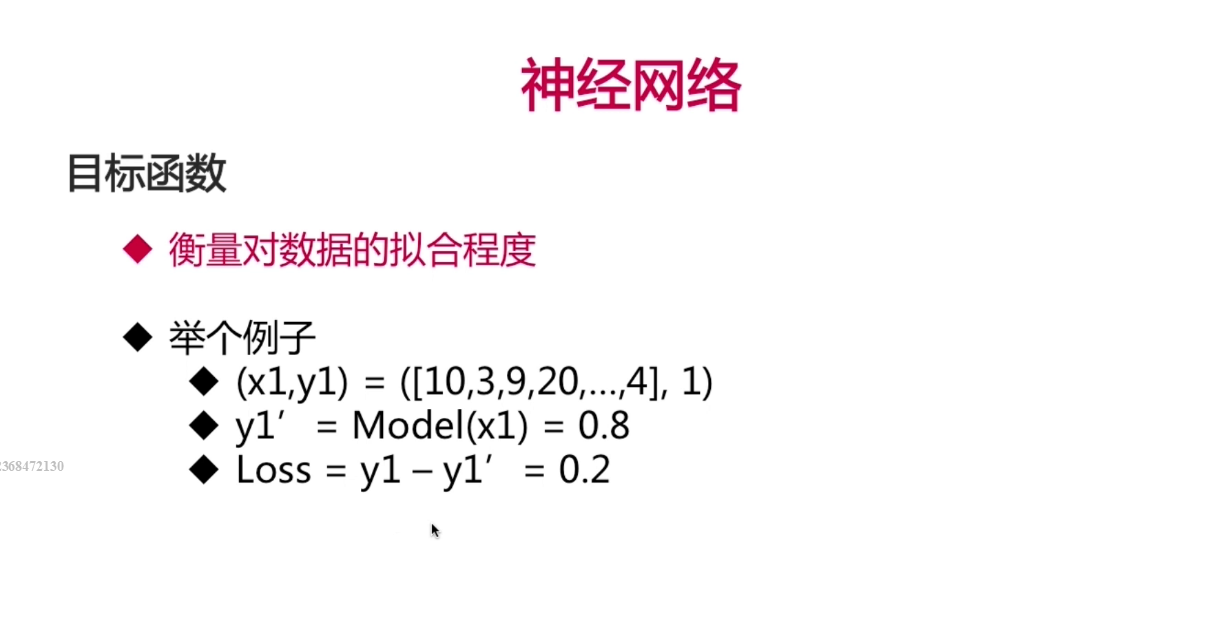 神经网络
目标函数
◆ 衡量对数据的拟合程度
◆ 举个例子
◆ (x1,y1) = ([10,3,9,20,…,4], 1)
◆ y1′ = Model(x1) = 0.8
◆ Loss = y1 – y1′ = 0.2
2368472130